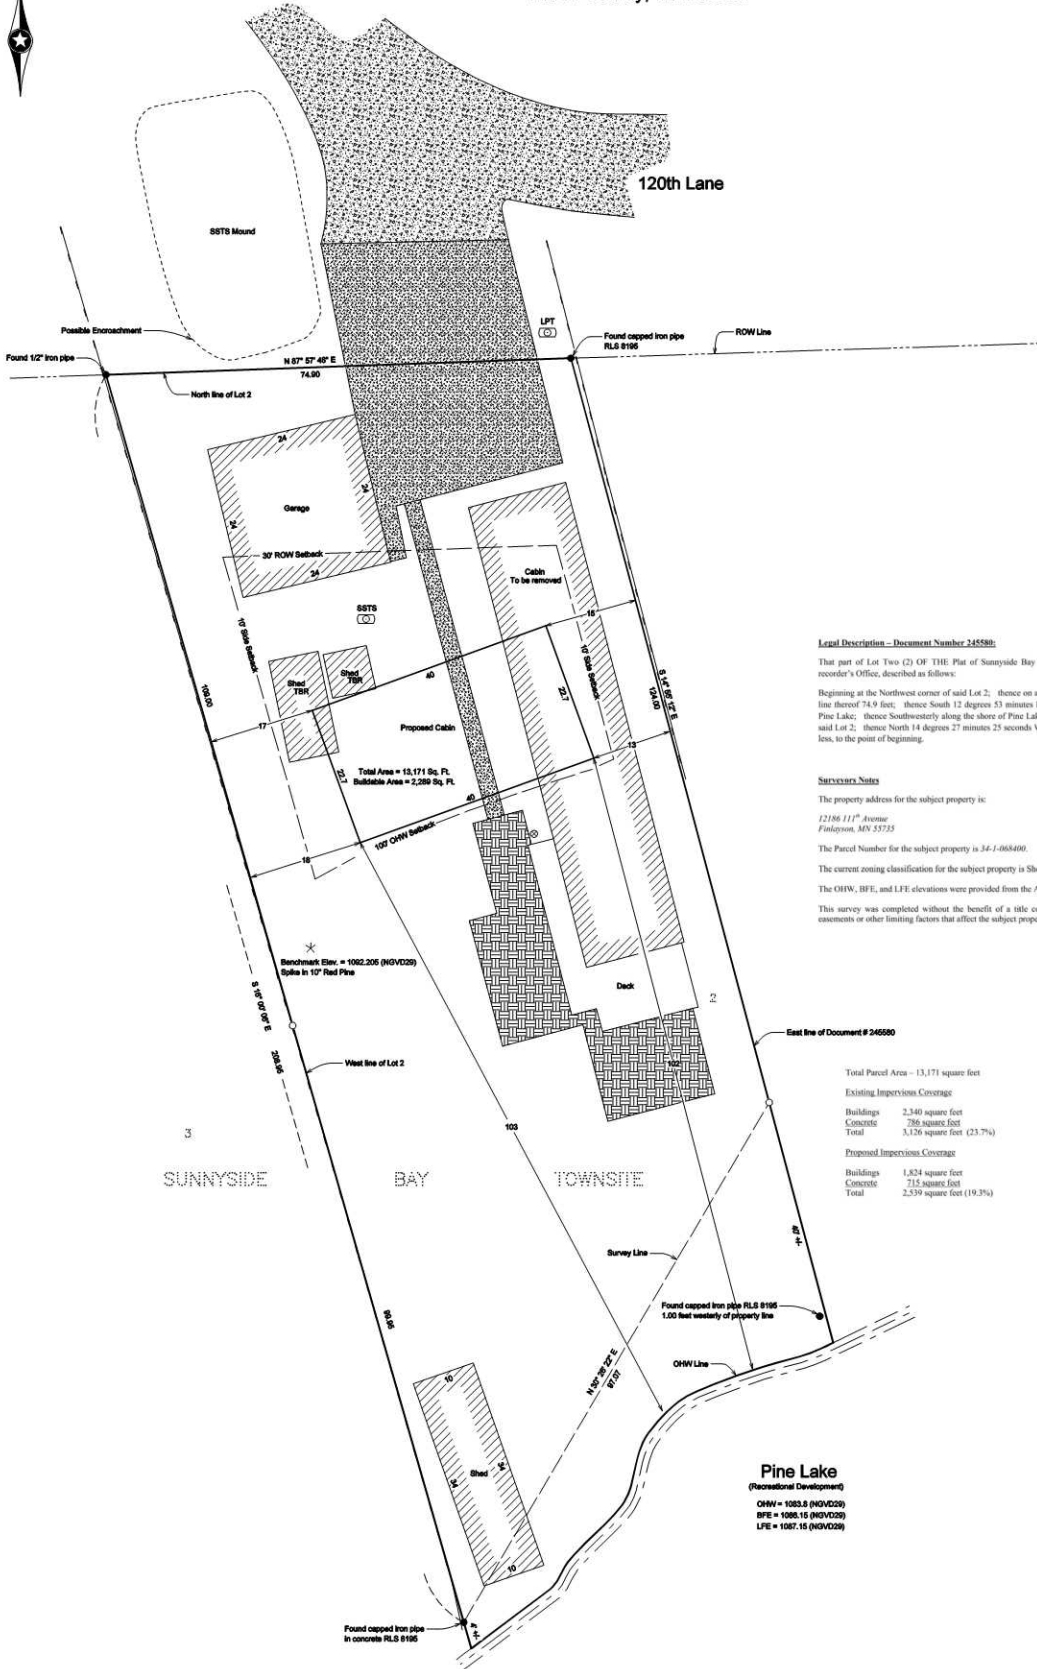 120th Lane
SSTS Mound
LPT
Possible Encroachment
Found capped iron pipe
RLS 8195
ROW Line
Found 1/2" iron pipe
N 87° 57' 48" E
74.90
North line of Lot 2
24
Garage
24
24
24
30' ROW Setback
Cabin
To be removed
SSTS
15
10' Side Setback
10' Side Setback
Shed
TBR
Shed
TBR
40
22.7
S 14° 55' 12" E
124.00
109.00
17
Proposed Cabin
13
22.7
Total Area = 13,171 Sq. Ft.
Buildable Area = 2,289 Sq. Ft.
40
100' OHW Setback
18
Legal Description – Document Number 245580:
That part of Lot Two (2) OF THE Plat of Sunnyside Bay
recorder's Office, described as follows:
Beginning at the Northwest corner of said Lot 2; thence on a
line thereof 74.9 feet; thence South 12 degrees 53 minutes
Pine Lake; thence Southwesterly along the shore of Pine Lak
said Lot 2; thence North 14 degrees 27 minutes 25 seconds
less, to the point of beginning.
Surveyors Notes
The property address for the subject property is:
12186 111th Avenue
Finlayson, MN 55735
The Parcel Number for the subject property is 34-1-068400.
The current zoning classification for the subject property is Sh
The OHW, BFE, and LFE elevations were provided from the
This survey was completed without the benefit of a title
easements or other limiting factors that affect the subject prop
Benchmark Elev. = 1092.205 (NGVD29)
Spike in 10" Red Pine
Deck
2
S 15° 00' 05" E
208.95
East line of Document # 245580
West line of Lot 2
102
103
Total Parcel Area – 13,171 square feet
Existing Impervious Coverage
Buildings 2,340 square feet
Concrete 786 square feet
Total 3,126 square feet (23.7%)
Proposed Impervious Coverage
Buildings 1,824 square feet
Concrete 715 square feet
Total 2,539 square feet (19.3%)
3
SUNNYSIDE BAY TOWNSITE
40' +/-
Survey Line
99.95
Found capped iron pipe RLS 8195
1.00 feet westerly of property line
N 30° 26' 22" E
97.07
OHW Line
10
34
Shed
34
10
Pine Lake
(Recreational Development)
OHW = 1083.8 (NGVD29)
BFE = 1086.15 (NGVD29)
LFE = 1087.15 (NGVD29)
Found capped iron pipe
in concrete RLS 8195
4' +/-